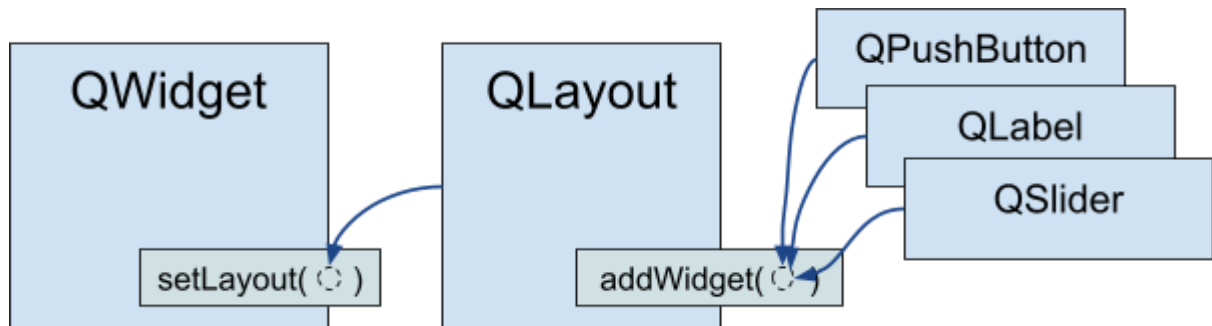 QWidget
setLayout( )
QLayout
addWidget( )
QPushButton
QLabel
QSlider